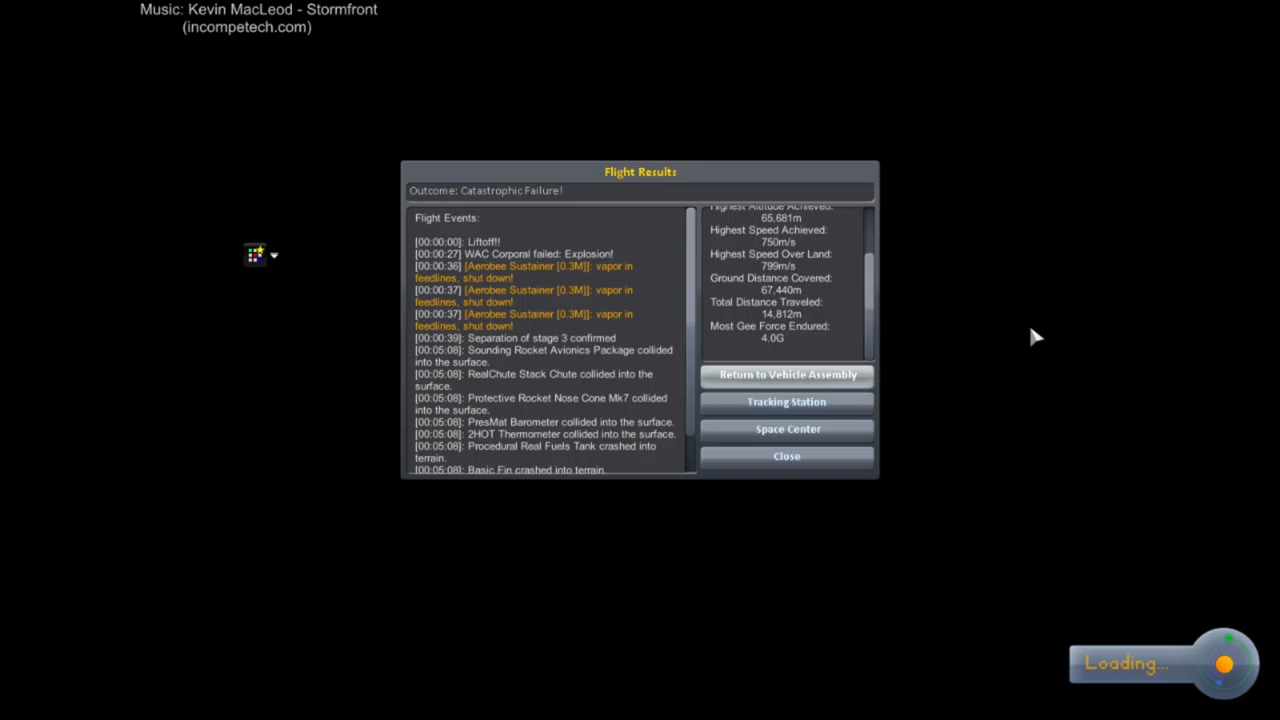 Music: Kevin MacLeod - Stormfront
(incompetech.com)
Flight Results
Outcome: Catastrophic Failure!
Flight Events:
[00:00:00]: Liftoff!!
[00:00:27] WAC Corporal failed: Explosion!
[00:00:36] [Aerobee Sustainer [0.3M]]: vapor in
feedlines, shut down!
[00:00:37] [Aerobee Sustainer [0.3M]]: vapor in
feedlines, shut down!
[00:00:37] [Aerobee Sustainer [0.3M]]: vapor in
feedlines, shut down!
[00:00:39]: Separation of stage 3 confirmed
[00:05:08]: Sounding Rocket Avionics Package collided
into the surface.
[00:05:08]: RealChute Stack Chute collided into the
surface.
[00:05:08]: Protective Rocket Nose Cone Mk7 collided
into the surface.
[00:05:08]: PresMat Barometer collided into the surface.
[00:05:08]: 2HOT Thermometer collided into the surface.
[00:05:08]: Procedural Real Fuels Tank crashed into
terrain.
[00:05:08]: Basic Fin crashed into terrain.
Highest Altitude Achieved:
65,681m
Highest Speed Achieved:
750m/s
Highest Speed Over Land:
799m/s
Ground Distance Covered:
67,440m
Total Distance Traveled:
14,812m
Most Gee Force Endured:
4.0G
Return to Vehicle Assembly
Tracking Station
Space Center
Close
Loading...